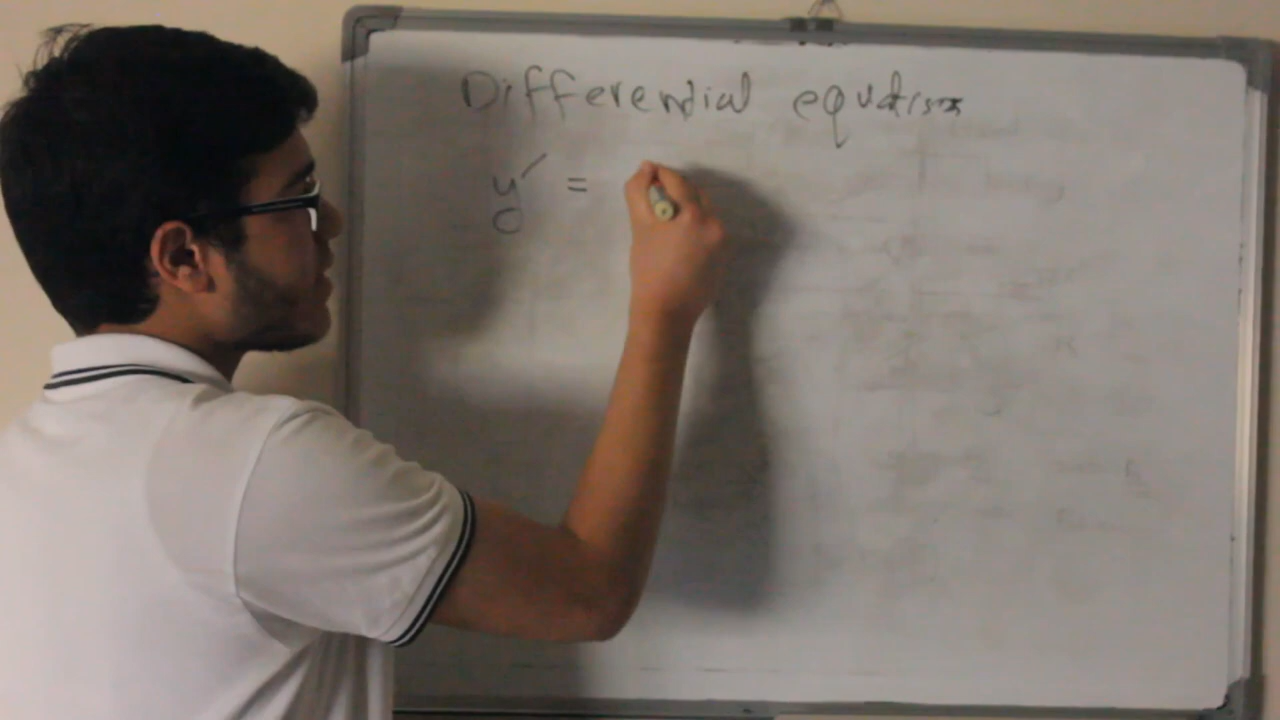 Differential equation
y' =